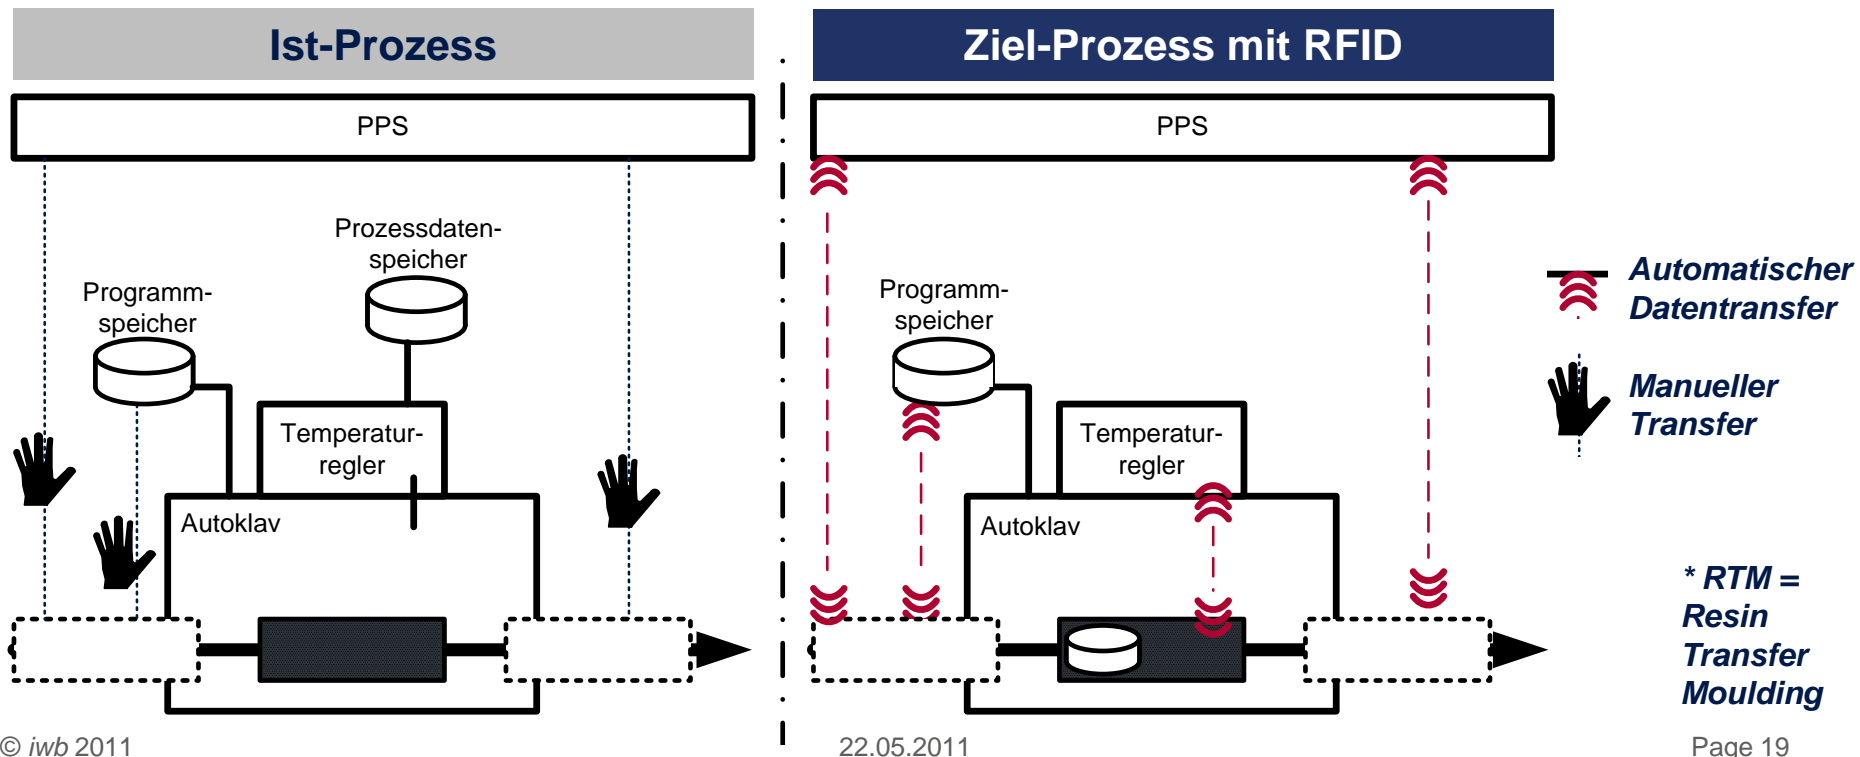 Ist-Prozess
PPS
Prozessdaten-
speicher
Programm-
speicher
Temperatur-
regler
Autoklav
Ziel-Prozess mit RFID
PPS
Programm-
speicher
Temperatur-
regler
Autoklav
Automatischer
Datentransfer
Manueller
Transfer
* RTM =
Resin
Transfer
Moulding
© iwb 2011
22.05.2011
Page 19